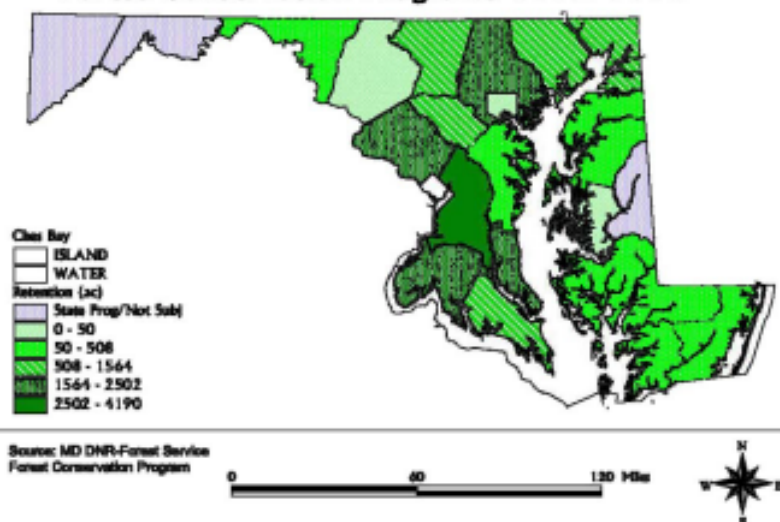 Ches Bay
ISLAND
WATER
Retention (ac)
State Prog/Not Subj
0 - 50
50 - 508
508 - 1564
1564 - 2502
2502 - 4190
Source: MD DNR-Forest Service
Forest Conservation Program
0 60 120 Miles
N
W E